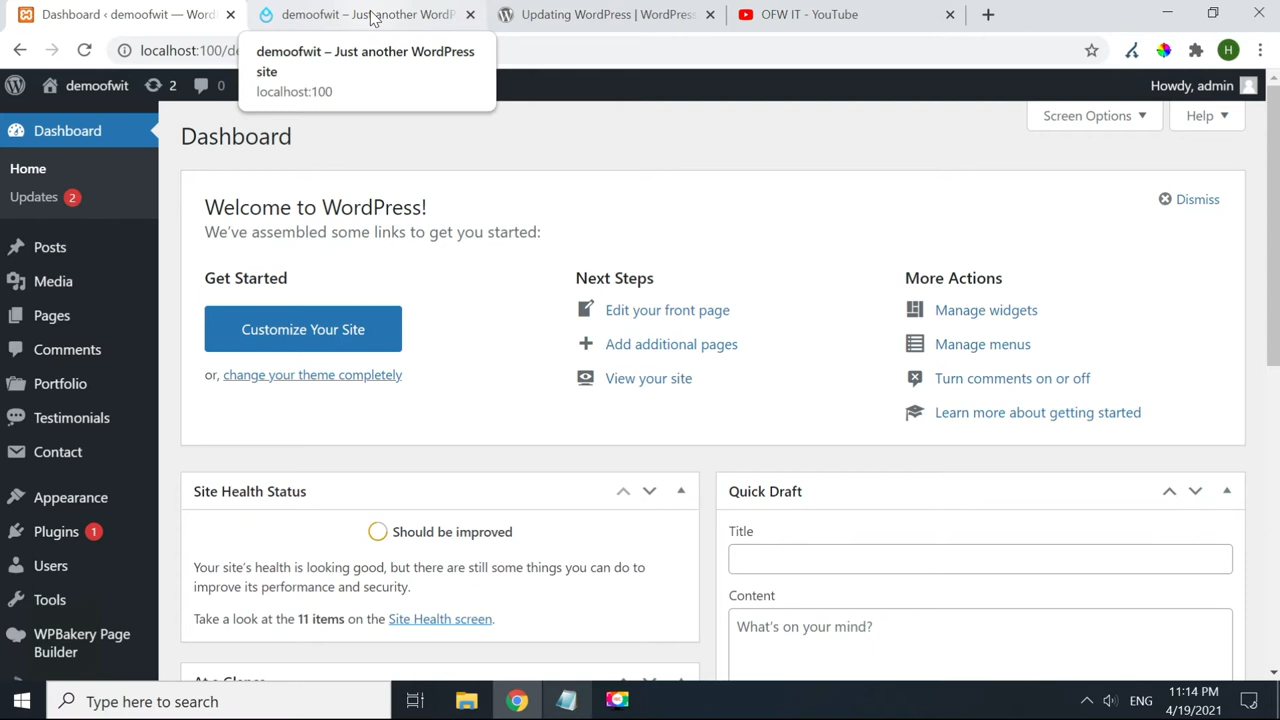 Dashboard ‹ demoofwit — Word
demoofwit – Just another WordP
Updating WordPress | WordPress
OFW IT - YouTube
localhost:100/de
H
demoofwit – Just another WordPress
site
localhost:100
demoofwit
2
0
Howdy, admin
Dashboard
Home
Updates 2
Posts
Media
Pages
Comments
Portfolio
Testimonials
Contact
Appearance
Plugins 1
Users
Tools
WPBakery Page
Builder
Dashboard
Screen Options
Help
Welcome to WordPress!
Dismiss
We've assembled some links to get you started:
Get Started
Customize Your Site
or, change your theme completely
Next Steps
Edit your front page
Add additional pages
View your site
More Actions
Manage widgets
Manage menus
Turn comments on or off
Learn more about getting started
Site Health Status
Should be improved
Your site's health is looking good, but there are still some things you can do to
improve its performance and security.
Take a look at the 11 items on the Site Health screen.
Quick Draft
Title
Content
What's on your mind?
Type here to search
ENG
11:14 PM
4/19/2021